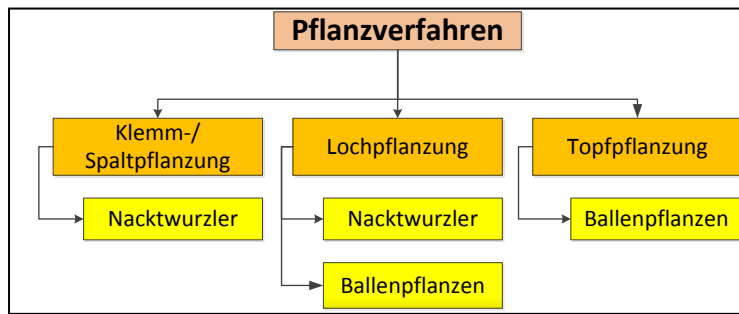 Pflanzverfahren
Klemm-/
Spaltpflanzung
Lochpflanzung
Topfpflanzung
Nacktwurzler
Nacktwurzler
Ballenpflanzen
Ballenpflanzen